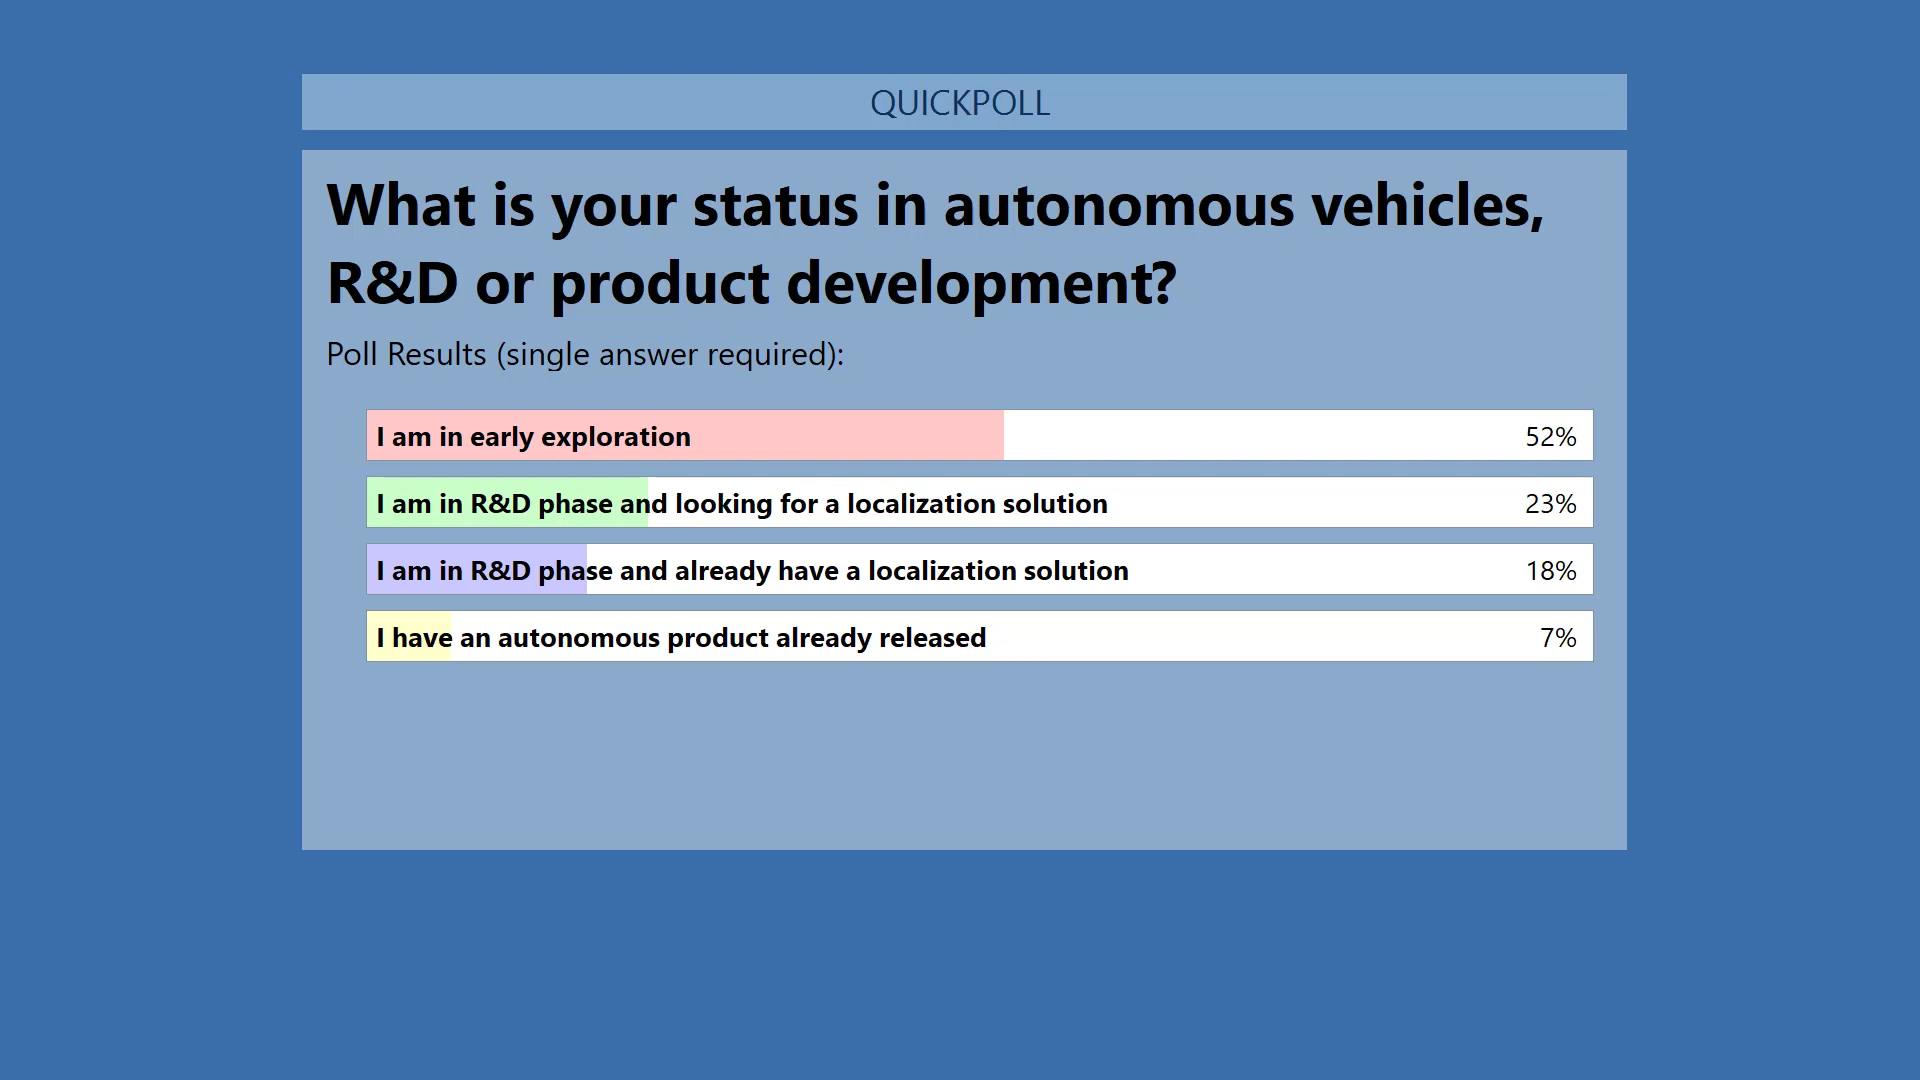 QUICKPOLL
What is your status in autonomous vehicles,
R&D or product development?
Poll Results (single answer required):
I am in early exploration 52%
I am in R&D phase and looking for a localization solution 23%
I am in R&D phase and already have a localization solution 18%
I have an autonomous product already released 7%